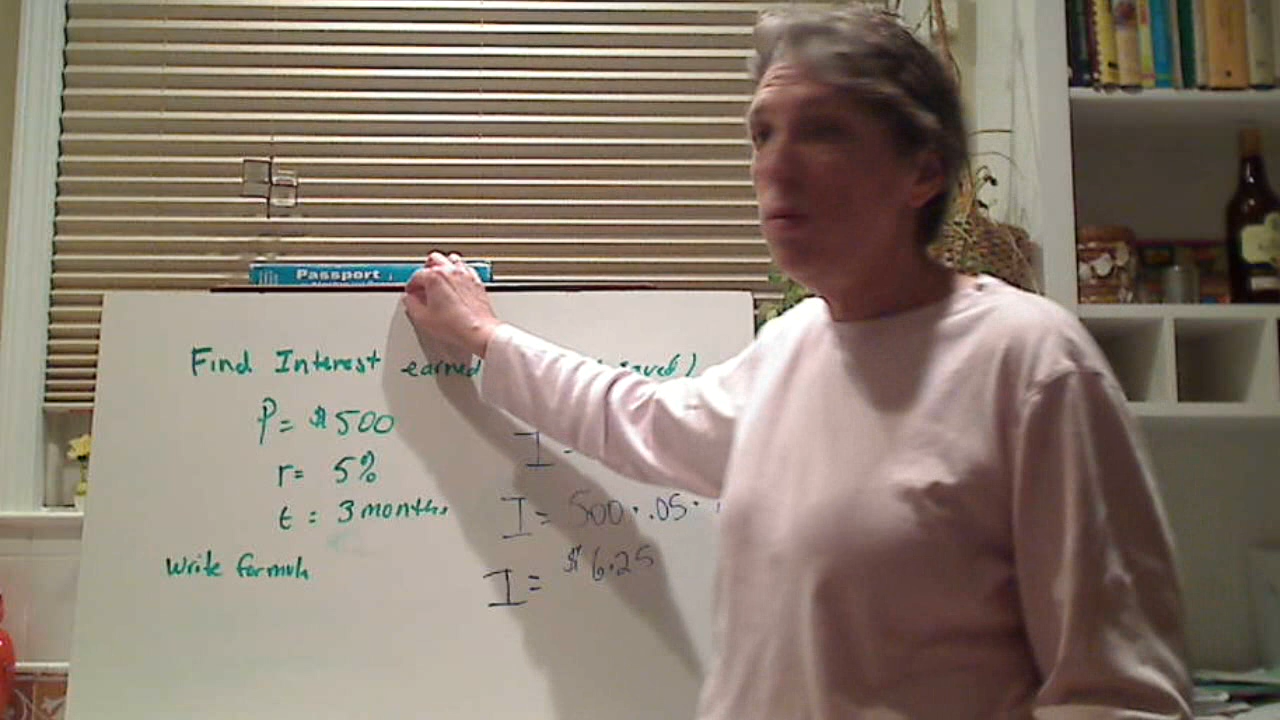 Passport
Find Interest earned
P= $500
r= 5%
t = 3 months
Write formula
I =
I = 500 · .05 ·
I = $6.25